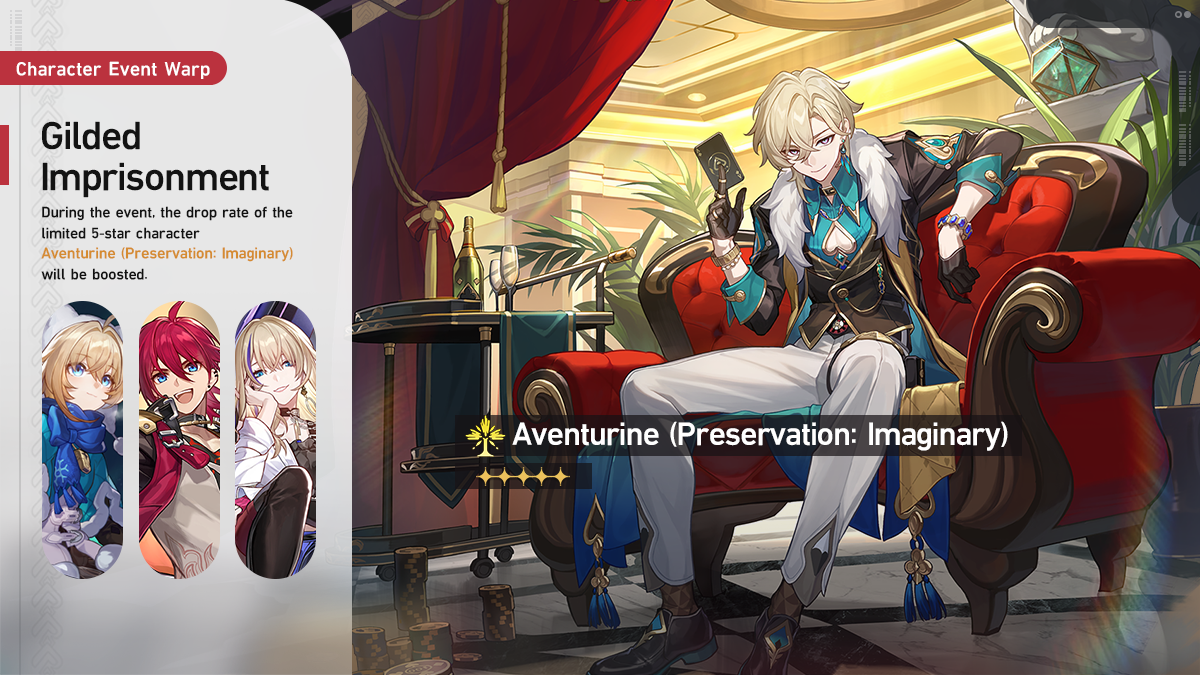 Character Event Warp
Gilded
Imprisonment
During the event, the drop rate of the
limited 5-star character
Aventurine (Preservation: Imaginary)
will be boosted.
Aventurine (Preservation: Imaginary)